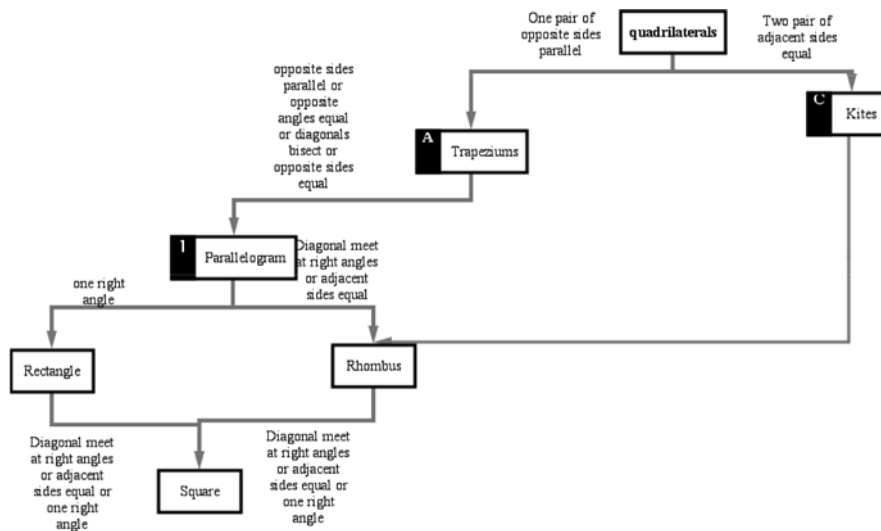 One pair of
opposite sides
parallel
quadrilaterals
Two pair of
adjacent sides
equal
opposite sides
parallel or
opposite
angles equal
or diagonals
bisect or
opposite sides
equal
A
Trapeziums
C
Kites
1
Parallelogram
Diagonal meet
at right angles
or adjacent
sides equal
one right
angle
Rectangle
Rhombus
Diagonal meet
at right angles
or adjacent
sides equal or
one right
angle
Square
Diagonal meet
at right angles
or adjacent
sides equal or
one right
angle